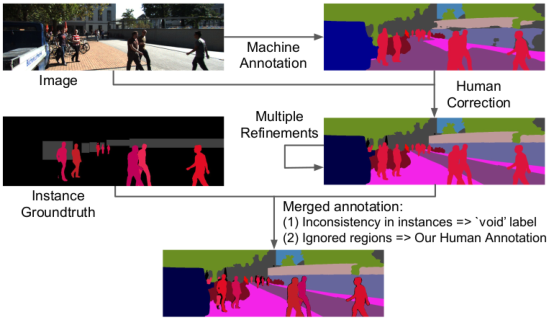 Image
Machine
Annotation
Human
Correction
Multiple
Refinements
Instance
Groundtruth
Merged annotation:
(1) Inconsistency in instances => `void' label
(2) Ignored regions => Our Human Annotation